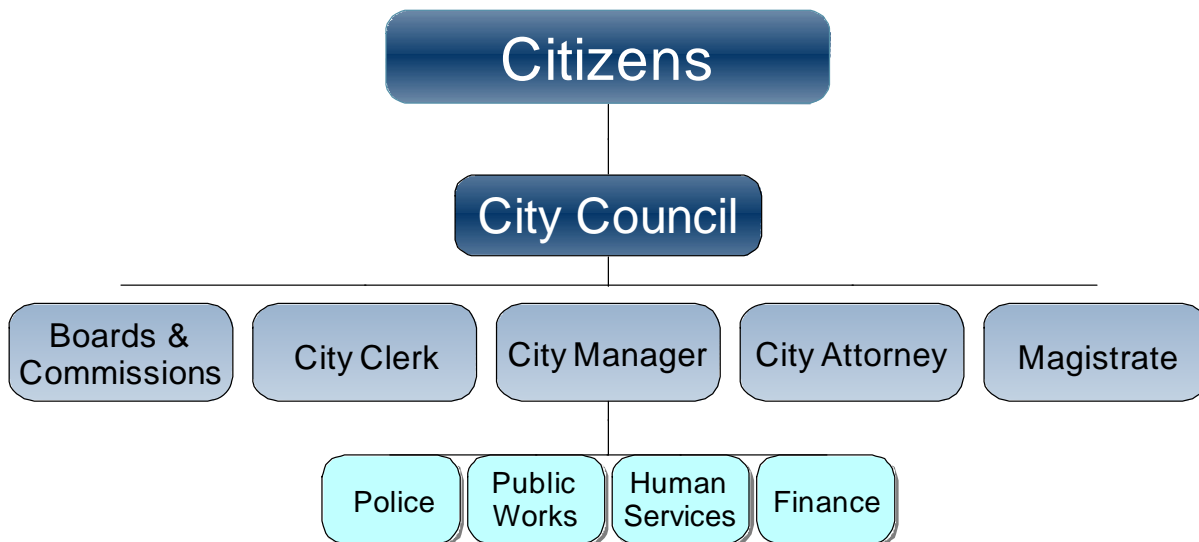 Citizens
City Council
Boards &
Commissions
City Clerk
City Manager
City Attorney
Magistrate
Police
Public
Works
Human
Services
Finance